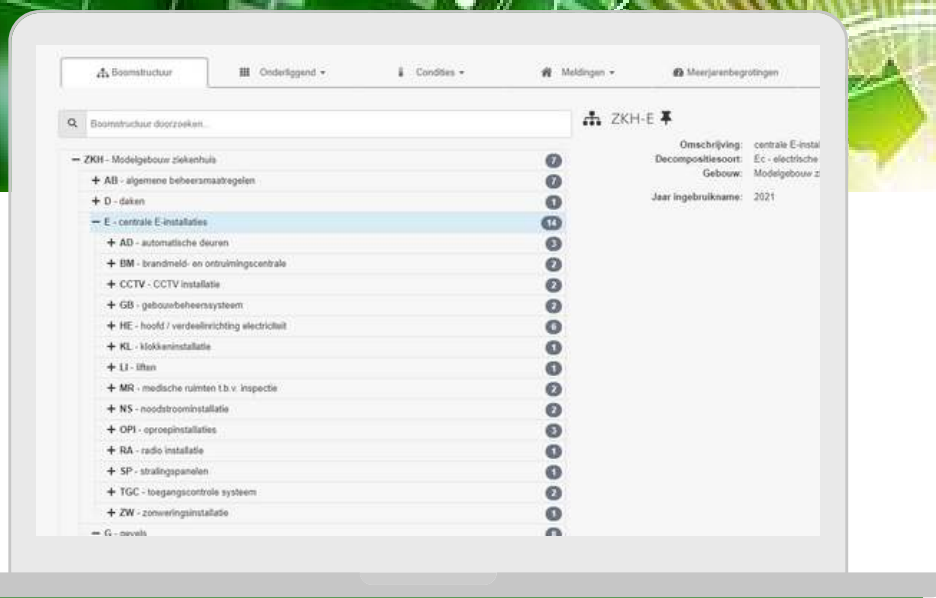 Boomstructuur Onderliggend Condities Meldingen Meerjarenbegrotingen
Boomstructuur doorzoeken...
ZKH - Modelgebouw ziekenhuis 7
AB - algemene beheersmaatregelen 7
D - daken 1
E - centrale E-installaties 14
AD - automatische deuren 3
BM - brandmeld- en ontruimingscentrale 2
CCTV - CCTV installatie 2
GB - gebouwbeheerssysteem 2
HE - hoofd / verdeelinrichting electriciteit 6
KL - klokkeninstallatie 1
LI - liften 1
MR - medische ruimten t.b.v. inspectie 2
NS - noodstroominstallatie 2
OPI - oproepinstallaties 3
RA - radio installatie 1
SP - stralingspanelen 1
TGC - toegangscontrole systeem 2
ZW - zonweringsinstallatie 1
G - gevels
ZKH-E
Omschrijving: centrale E-instal
Decompositiesoort: Ec - electrische
Gebouw: Modelgebouw z
Jaar ingebruikname: 2021